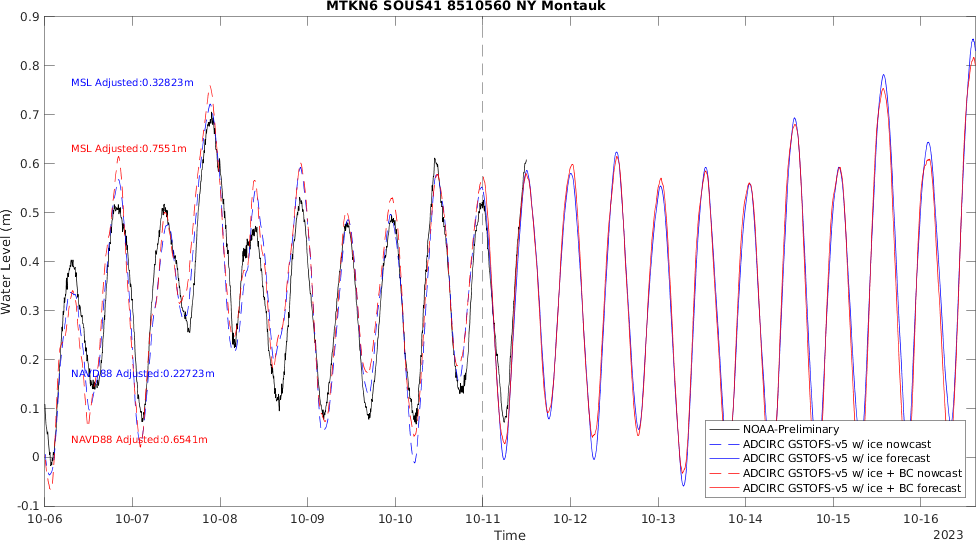 MTKN6 SOUS41 8510560 NY Montauk
0.9
0.8
0.7
0.6
0.5
0.4
0.3
0.2
0.1
0
-0.1
Water Level (m)
MSL Adjusted:0.32823m
MSL Adjusted:0.7551m
NAVD88 Adjusted:0.22723m
NAVD88 Adjusted:0.6541m
NOAA-Preliminary
ADCIRC GSTOFS-v5 w/ ice nowcast
ADCIRC GSTOFS-v5 w/ ice forecast
ADCIRC GSTOFS-v5 w/ ice + BC nowcast
ADCIRC GSTOFS-v5 w/ ice + BC forecast
10-06 10-07 10-08 10-09 10-10 10-11 10-12 10-13 10-14 10-15 10-16
Time
2023